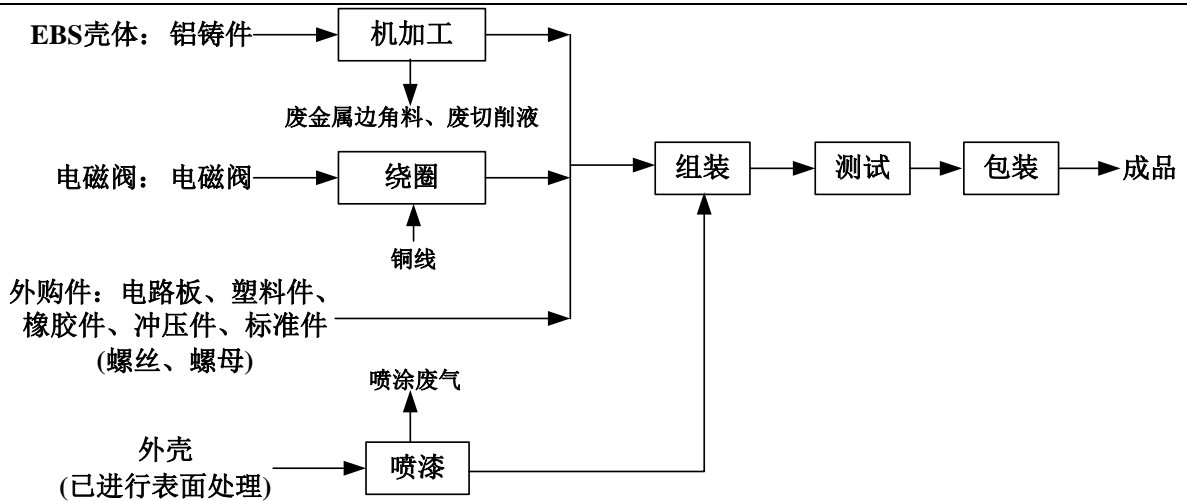 EBS壳体：铝铸件
机加工
废金属边角料、废切削液
电磁阀：电磁阀
绕圈
铜线
组装
测试
包装
成品
外购件：电路板、塑料件、
橡胶件、冲压件、标准件
(螺丝、螺母)
喷涂废气
外壳
(已进行表面处理)
喷漆